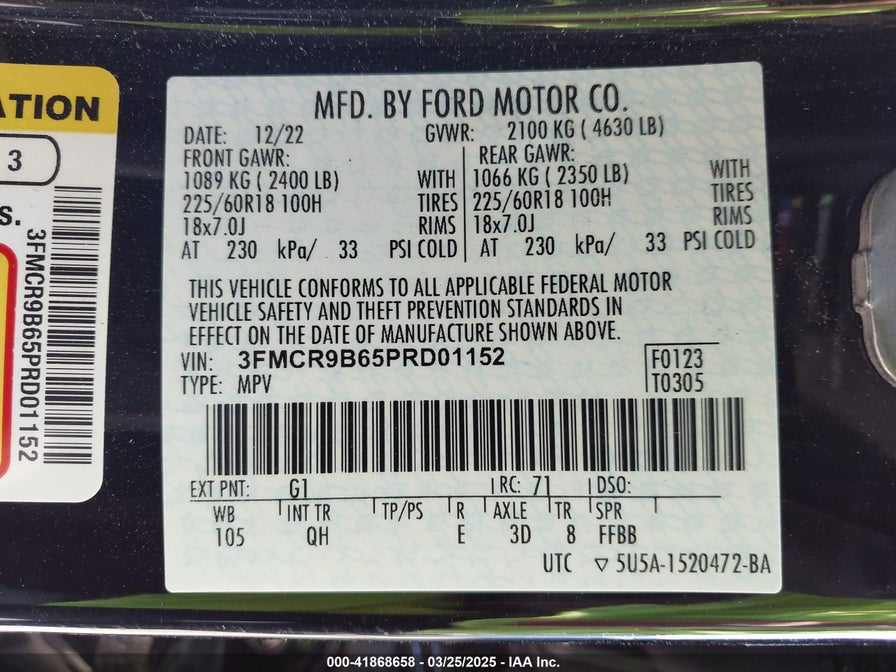 ATION
3
S.
3FMCR9B65PRD01152
MFD. BY FORD MOTOR CO.
DATE: 12/22 GVWR: 2100 KG ( 4630 LB)
FRONT GAWR: REAR GAWR:
1089 KG ( 2400 LB) WITH 1066 KG ( 2350 LB) WITH
225/60R18 100H TIRES 225/60R18 100H TIRES
18x7.0J RIMS 18x7.0J RIMS
AT 230 kPa/ 33 PSI COLD AT 230 kPa/ 33 PSI COLD
THIS VEHICLE CONFORMS TO ALL APPLICABLE FEDERAL MOTOR
VEHICLE SAFETY AND THEFT PREVENTION STANDARDS IN
EFFECT ON THE DATE OF MANUFACTURE SHOWN ABOVE.
VIN: 3FMCR9B65PRD01152 F0123
TYPE: MPV T0305
EXT PNT: G1 RC: 71 DSO:
WB INT TR TP/PS R AXLE TR SPR
105 QH E 3D 8 FFBB
UTC ▽ 5U5A-1520472-BA
000-41868658 - 03/25/2025 - IAA Inc.